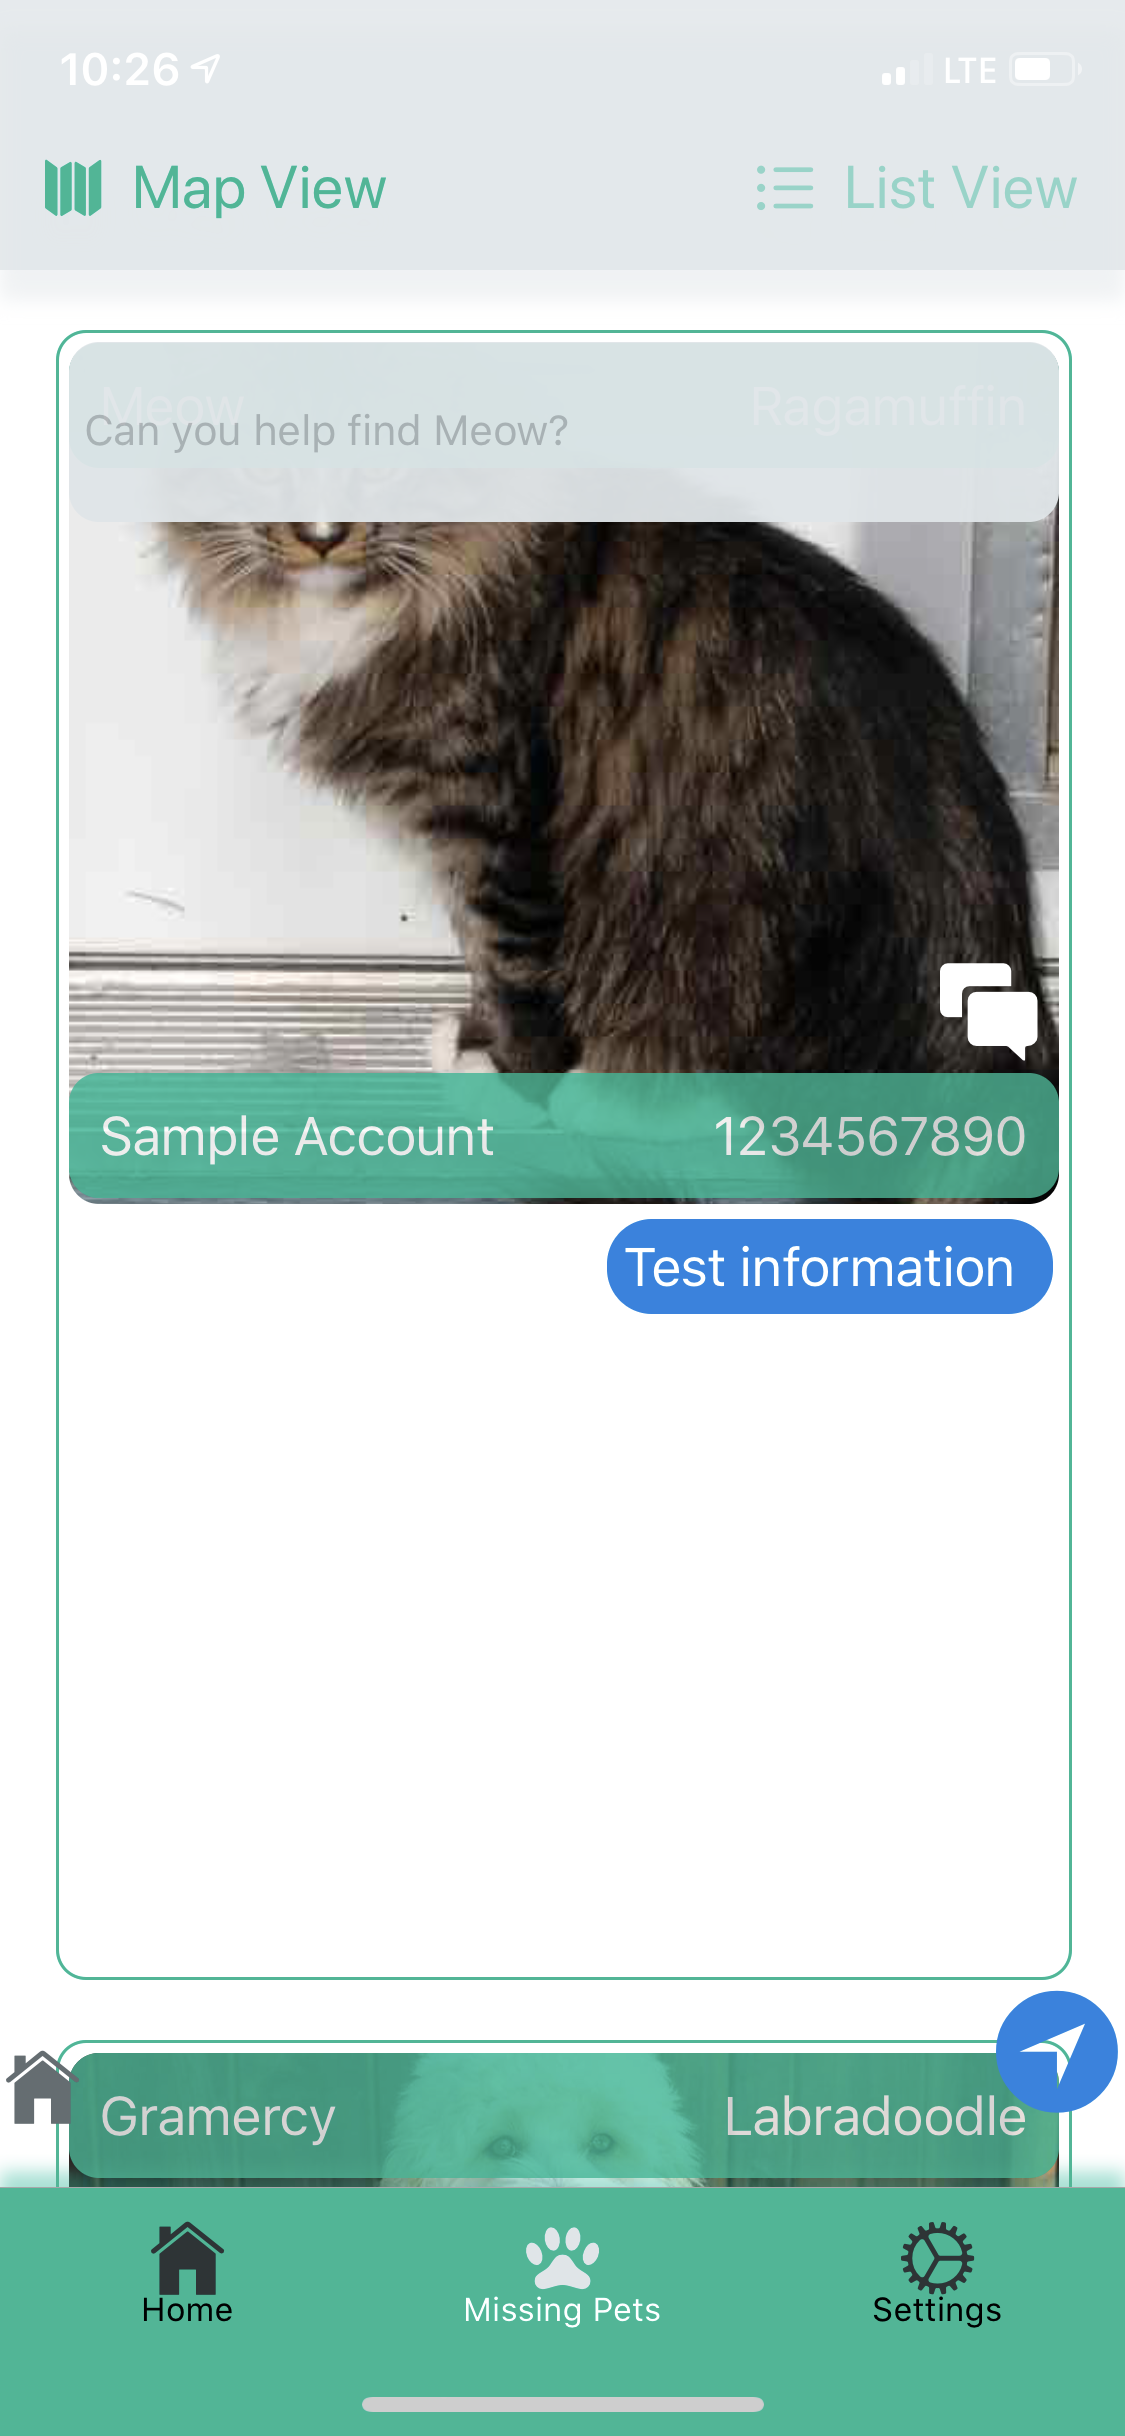 10:26 LTE
Map View List View
Meow Ragamuffin
Can you help find Meow?
Sample Account 1234567890
Test information
Gramercy Labradoodle
Home Missing Pets Settings